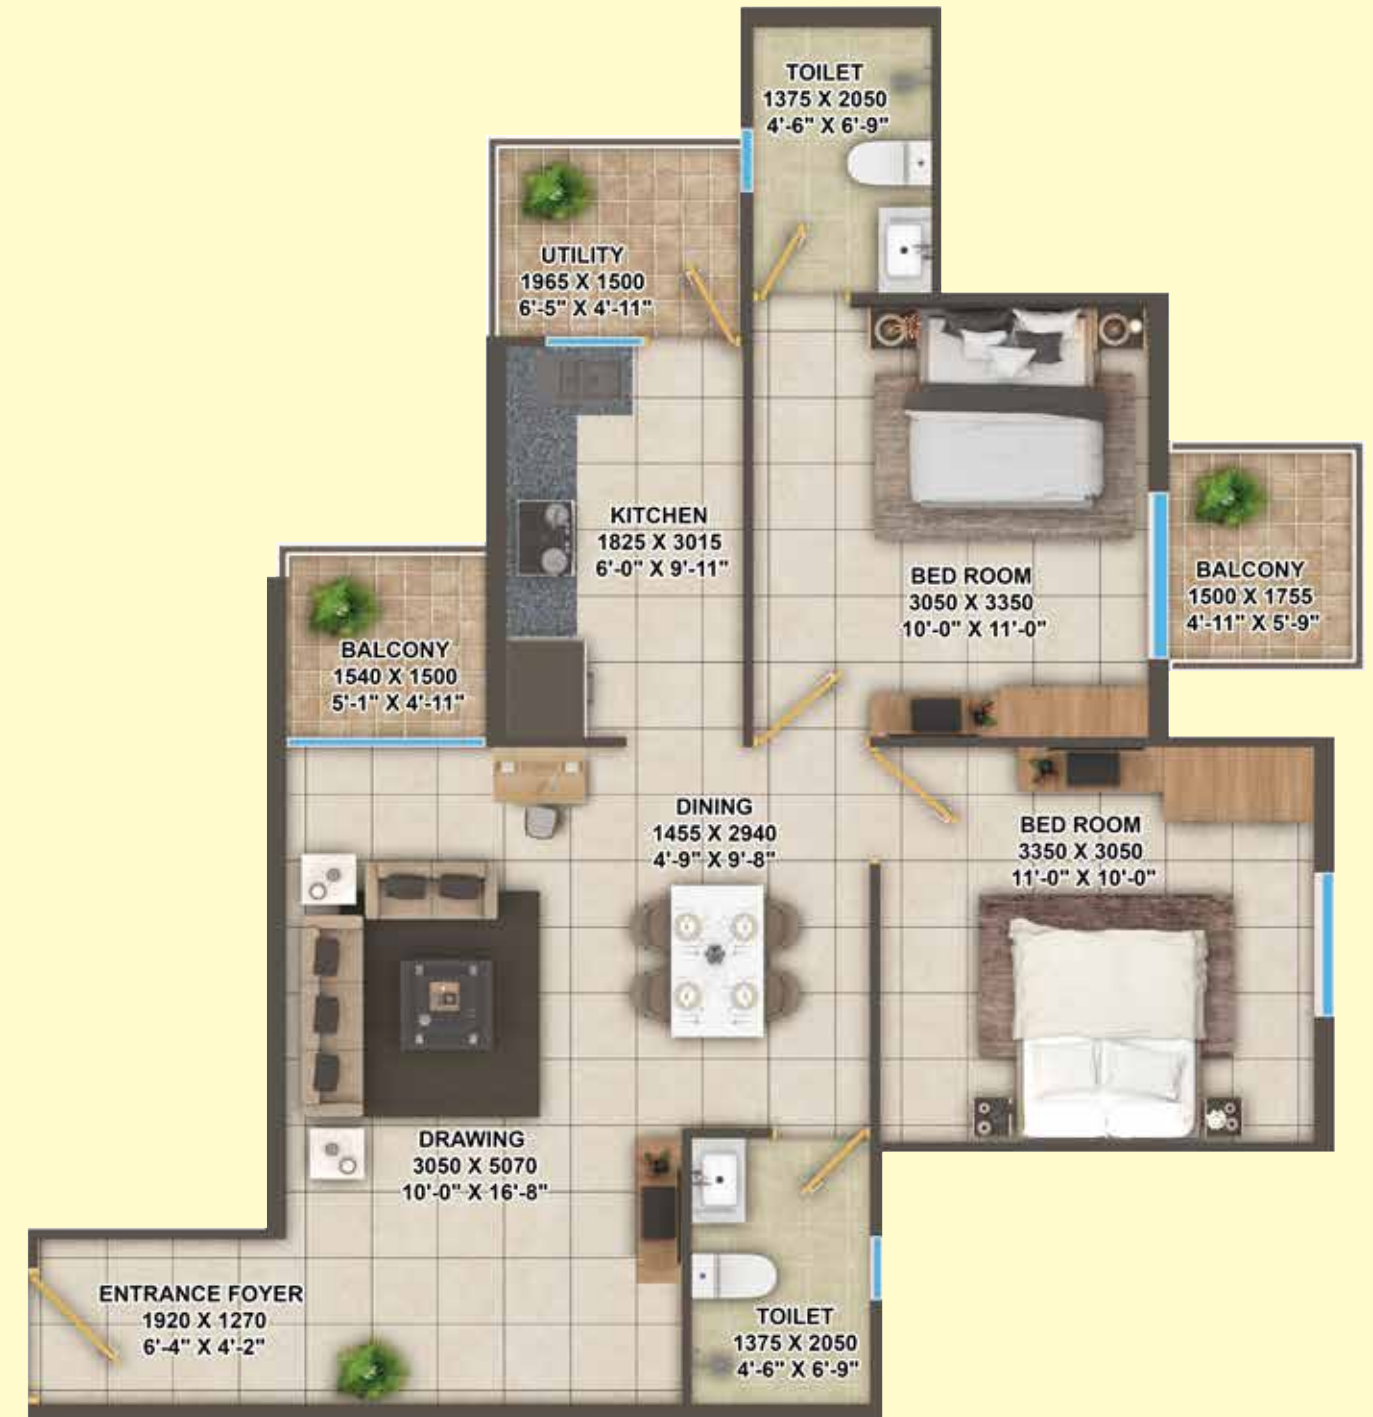 TOILET
1375 X 2050
4'-6" X 6'-9"
UTILITY
1965 X 1500
6'-5" X 4'-11"
KITCHEN
1825 X 3015
6'-0" X 9'-11"
BED ROOM
3050 X 3350
10'-0" X 11'-0"
BALCONY
1500 X 1755
4'-11" X 5'-9"
BALCONY
1540 X 1500
5'-1" X 4'-11"
DINING
1455 X 2940
4'-9" X 9'-8"
BED ROOM
3350 X 3050
11'-0" X 10'-0"
DRAWING
3050 X 5070
10'-0" X 16'-8"
ENTRANCE FOYER
1920 X 1270
6'-4" X 4'-2"
TOILET
1375 X 2050
4'-6" X 6'-9"